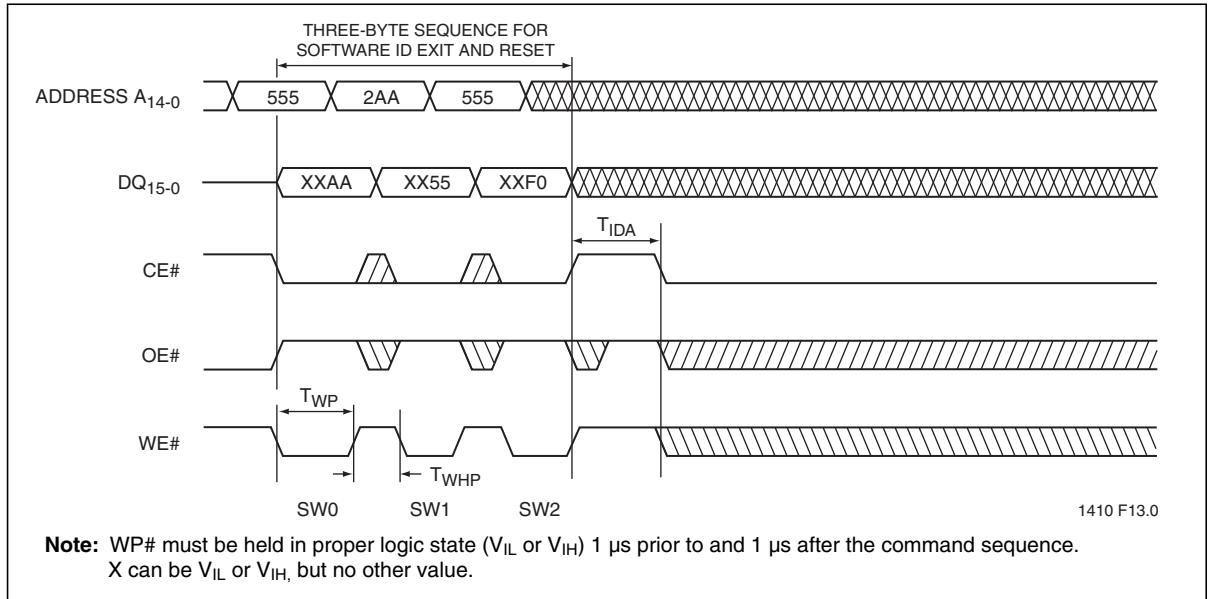 THREE-BYTE SEQUENCE FOR
SOFTWARE ID EXIT AND RESET
ADDRESS A14-0
555
2AA
555
DQ15-0
XXAA
XX55
XXF0
TIDA
CE#
OE#
TWP
WE#
TWHP
SW0
SW1
SW2
1410 F13.0
Note: WP# must be held in proper logic state (VIL or VIH) 1 µs prior to and 1 µs after the command sequence.
X can be VIL or VIH, but no other value.